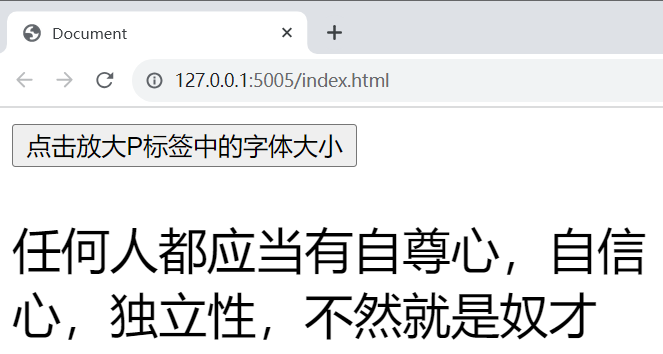 Document
127.0.0.1:5005/index.html
点击放大P标签中的字体大小
任何人都应当有自尊心，自信
心，独立性，不然就是奴才